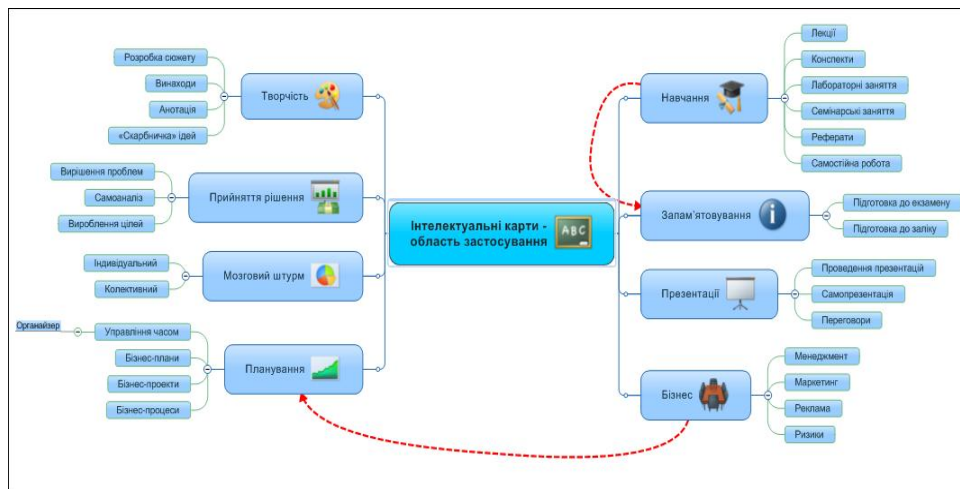 Розробка сюжету
Винаходи
Анотація
«Скарбничка» ідей
Творчість
Вирішення проблем
Самоаналіз
Вироблення цілей
Прийняття рішення
Індивідуальний
Колективний
Мозговий штурм
Органайзер
Управління часом
Бізнес-плани
Бізнес-проекти
Бізнес-процеси
Планування
Інтелектуальні карти -
область застосування
ABC
Навчання
Лекції
Конспекти
Лабораторні заняття
Семінарські заняття
Реферати
Самостійна робота
Запам'ятовування
Підготовка до екзамену
Підготовка до заліку
Презентації
Проведення презентацій
Самопрезентація
Переговори
Бізнес
Менеджмент
Маркетинг
Реклама
Ризики